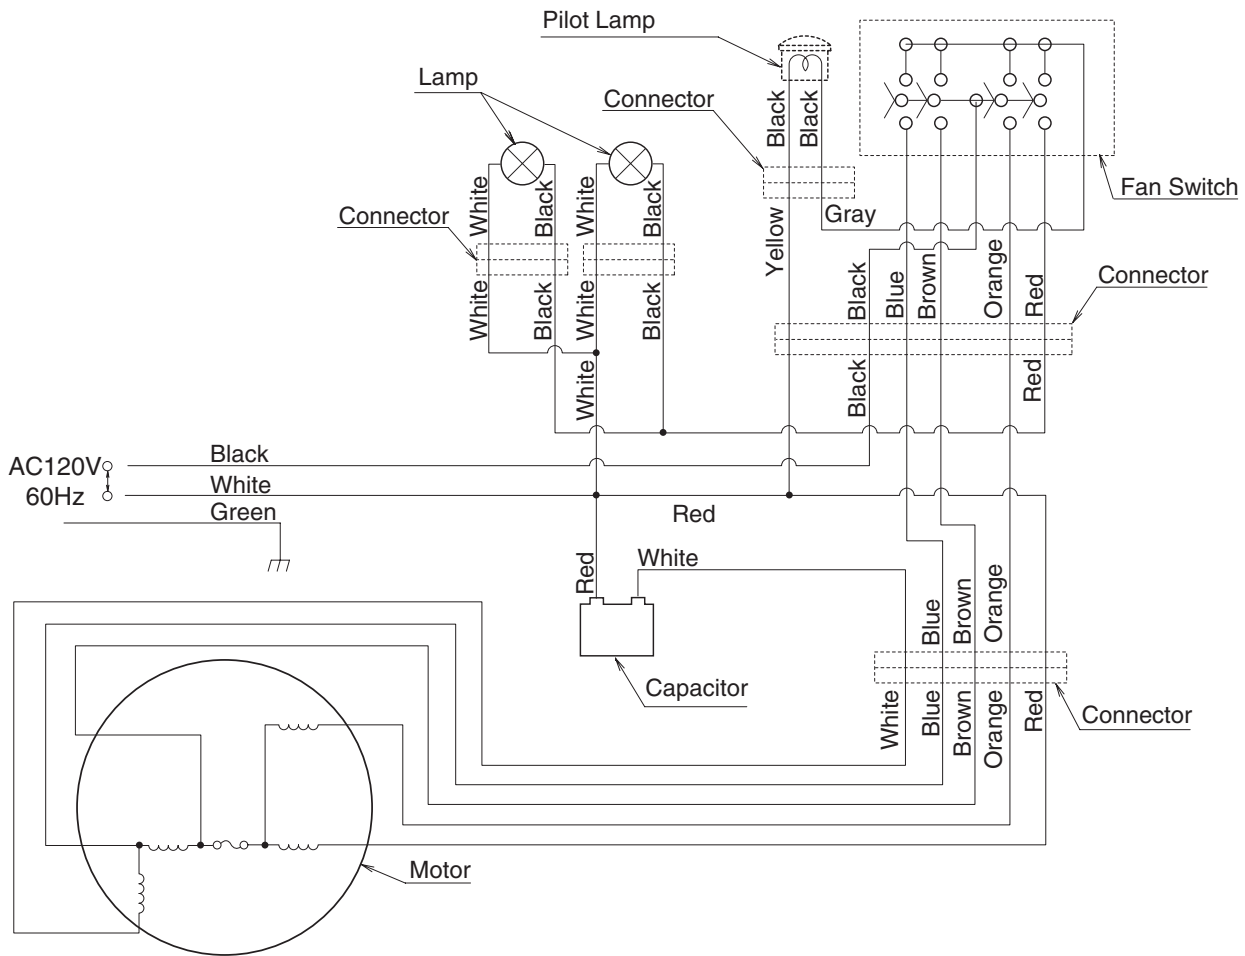 Pilot Lamp
Lamp
Connector
Black
Black
Fan Switch
White
Black
White
Black
Connector
Gray
Yellow
Black
Blue
Brown
Orange
Red
Connector
White
Black
White
Black
White
Black
Red
AC120V
60Hz
Black
White
Green
Red
Red
White
Blue
Brown
Orange
Capacitor
White
Blue
Brown
Orange
Red
Connector
Motor